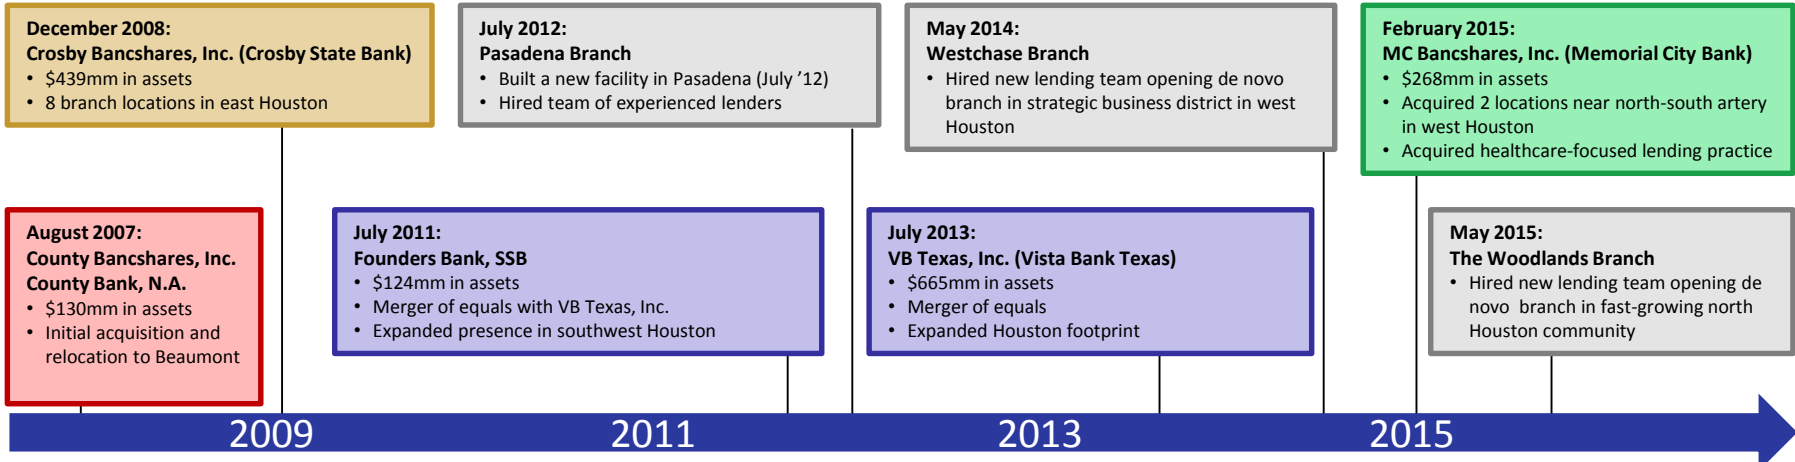 December 2008:
Crosby Bancshares, Inc. (Crosby State Bank)
• $439mm in assets
• 8 branch locations in east Houston
July 2012:
Pasadena Branch
• Built a new facility in Pasadena (July ’12)
• Hired team of experienced lenders
May 2014:
Westchase Branch
• Hired new lending team opening de novo
branch in strategic business district in west
Houston
February 2015:
MC Bancshares, Inc. (Memorial City Bank)
• $268mm in assets
• Acquired 2 locations near north-south artery
in west Houston
• Acquired healthcare-focused lending practice
August 2007:
County Bancshares, Inc.
County Bank, N.A.
• $130mm in assets
• Initial acquisition and
relocation to Beaumont
July 2011:
Founders Bank, SSB
• $124mm in assets
• Merger of equals with VB Texas, Inc.
• Expanded presence in southwest Houston
July 2013:
VB Texas, Inc. (Vista Bank Texas)
• $665mm in assets
• Merger of equals
• Expanded Houston footprint
May 2015:
The Woodlands Branch
• Hired new lending team opening de
novo branch in fast-growing north
Houston community
2009 2011 2013 2015